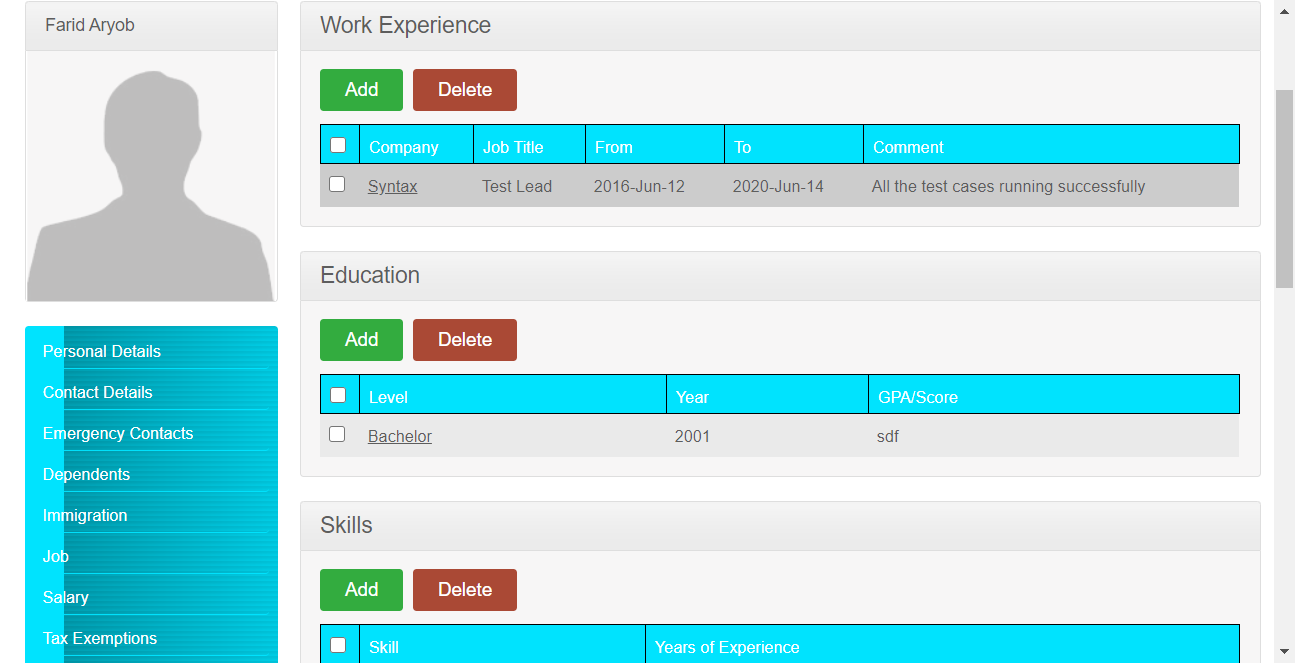 Farid Aryob
Personal Details
Contact Details
Emergency Contacts
Dependents
Immigration
Job
Salary
Tax Exemptions
Work Experience
Add Delete
Company Job Title From To Comment
Syntax Test Lead 2016-Jun-12 2020-Jun-14 All the test cases running successfully
Education
Add Delete
Level Year GPA/Score
Bachelor 2001 sdf
Skills
Add Delete
Skill Years of Experience